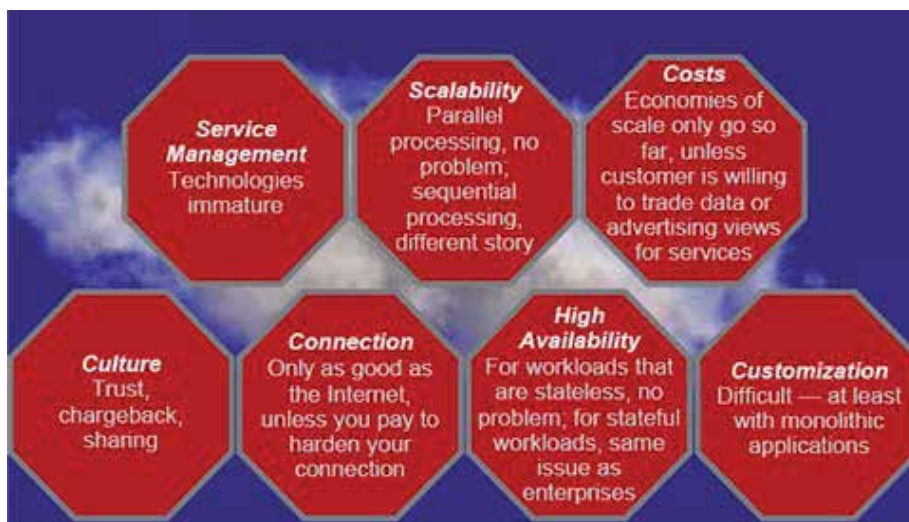 Service
Management
Technologies
immature
Scalability
Parallel
processing, no
problem;
sequential
processing,
different story
Costs
Economies of
scale only go so
far, unless
customer is willing
to trade data or
advertising views
for services
Culture
Trust,
chargeback,
sharing
Connection
Only as good as
the Internet,
unless you pay to
harden your
connection
High
Availability
For workloads that
are stateless, no
problem; for stateful
workloads, same
issue as
enterprises
Customization
Difficult — at least
with monolithic
applications